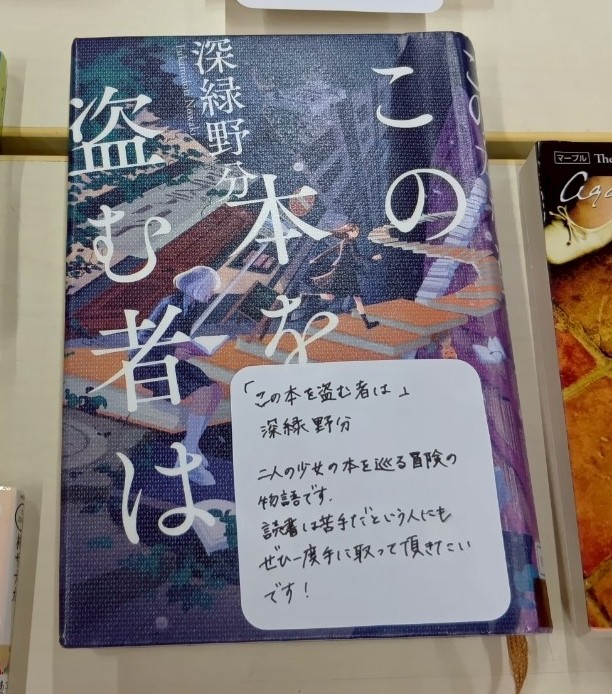 この
本を
盗む者は
深緑野分
「この本を盗む者は」
深緑野分
二人の少女の本を巡る冒険の
物語です.
読書は苦手だという人にも
ぜひ一度手に取って頂きたい
です!
マーブル
The